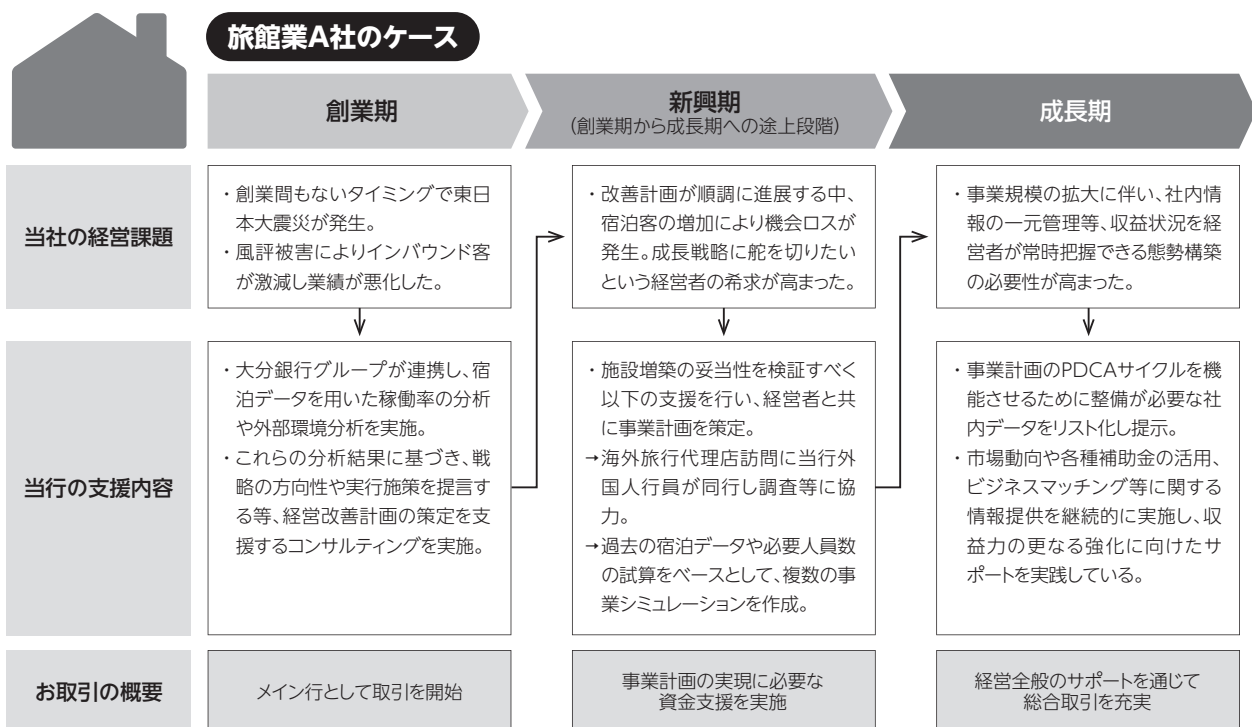 旅館業A社のケース
創業期
新興期
(創業期から成長期への途上段階)
成長期
当社の経営課題
・創業間もないタイミングで東日
本大震災が発生。
・風評被害によりインバウンド客
が激減し業績が悪化した。
・改善計画が順調に進展する中、
宿泊客の増加により機会ロスが
発生。成長戦略に舵を切りたい
という経営者の希求が高まった。
・事業規模の拡大に伴い、社内情
報の一元管理等、収益状況を経
営者が常時把握できる態勢構築
の必要性が高まった。
当行の支援内容
・大分銀行グループが連携し、宿
泊データを用いた稼働率の分析
や外部環境分析を実施。
・これらの分析結果に基づき、戦
略の方向性や実行施策を提言す
る等、経営改善計画の策定を支
援するコンサルティングを実施。
・施設増築の妥当性を検証すべく
以下の支援を行い、経営者と共
に事業計画を策定。
→海外旅行代理店訪問に当行外
国人行員が同行し調査等に協
力。
→過去の宿泊データや必要人員数
の試算をベースとして、複数の事
業シミュレーションを作成。
・事業計画のPDCAサイクルを機
能させるために整備が必要な社
内データをリスト化し提示。
・市場動向や各種補助金の活用、
ビジネスマッチング等に関する
情報提供を継続的に実施し、収
益力の更なる強化に向けたサ
ポートを実践している。
お取引の概要
メイン行として取引を開始
事業計画の実現に必要な
資金支援を実施
経営全般のサポートを通じて
総合取引を充実